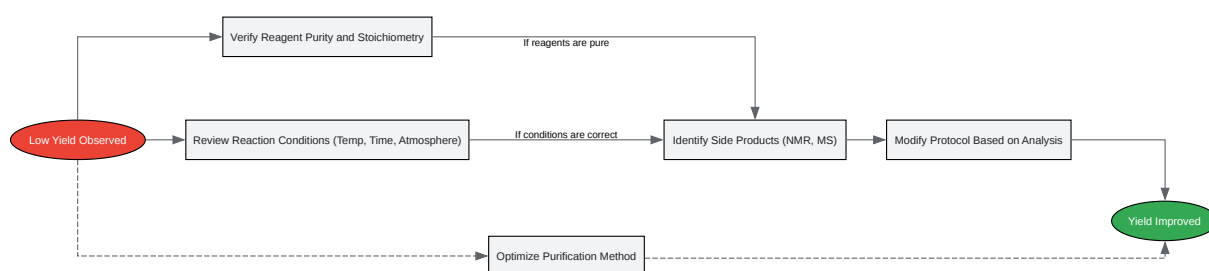 Verify Reagent Purity and Stoichiometry
If reagents are pure
Low Yield Observed
Review Reaction Conditions (Temp, Time, Atmosphere)
If conditions are correct
Identify Side Products (NMR, MS)
Modify Protocol Based on Analysis
Yield Improved
Optimize Purification Method